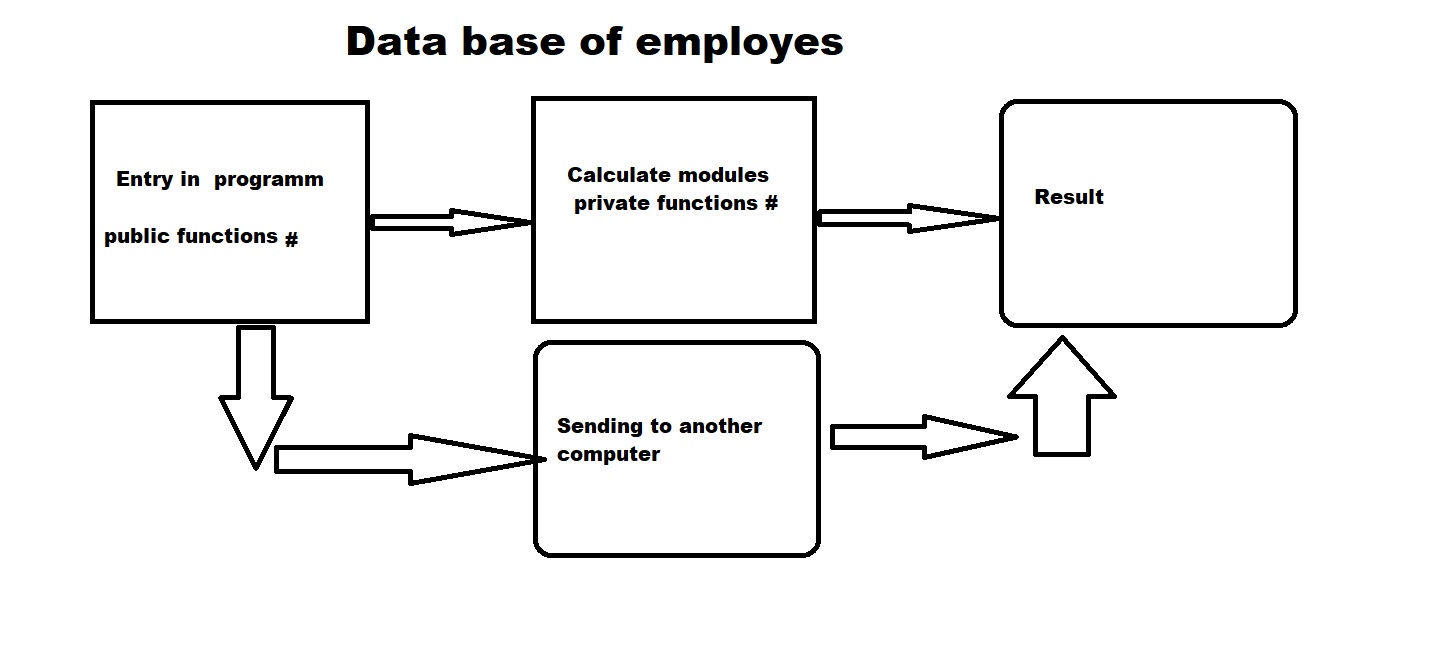 Data base of employes
Entry in programm
public functions #
Calculate modules
private functions #
Result
Sending to another
computer